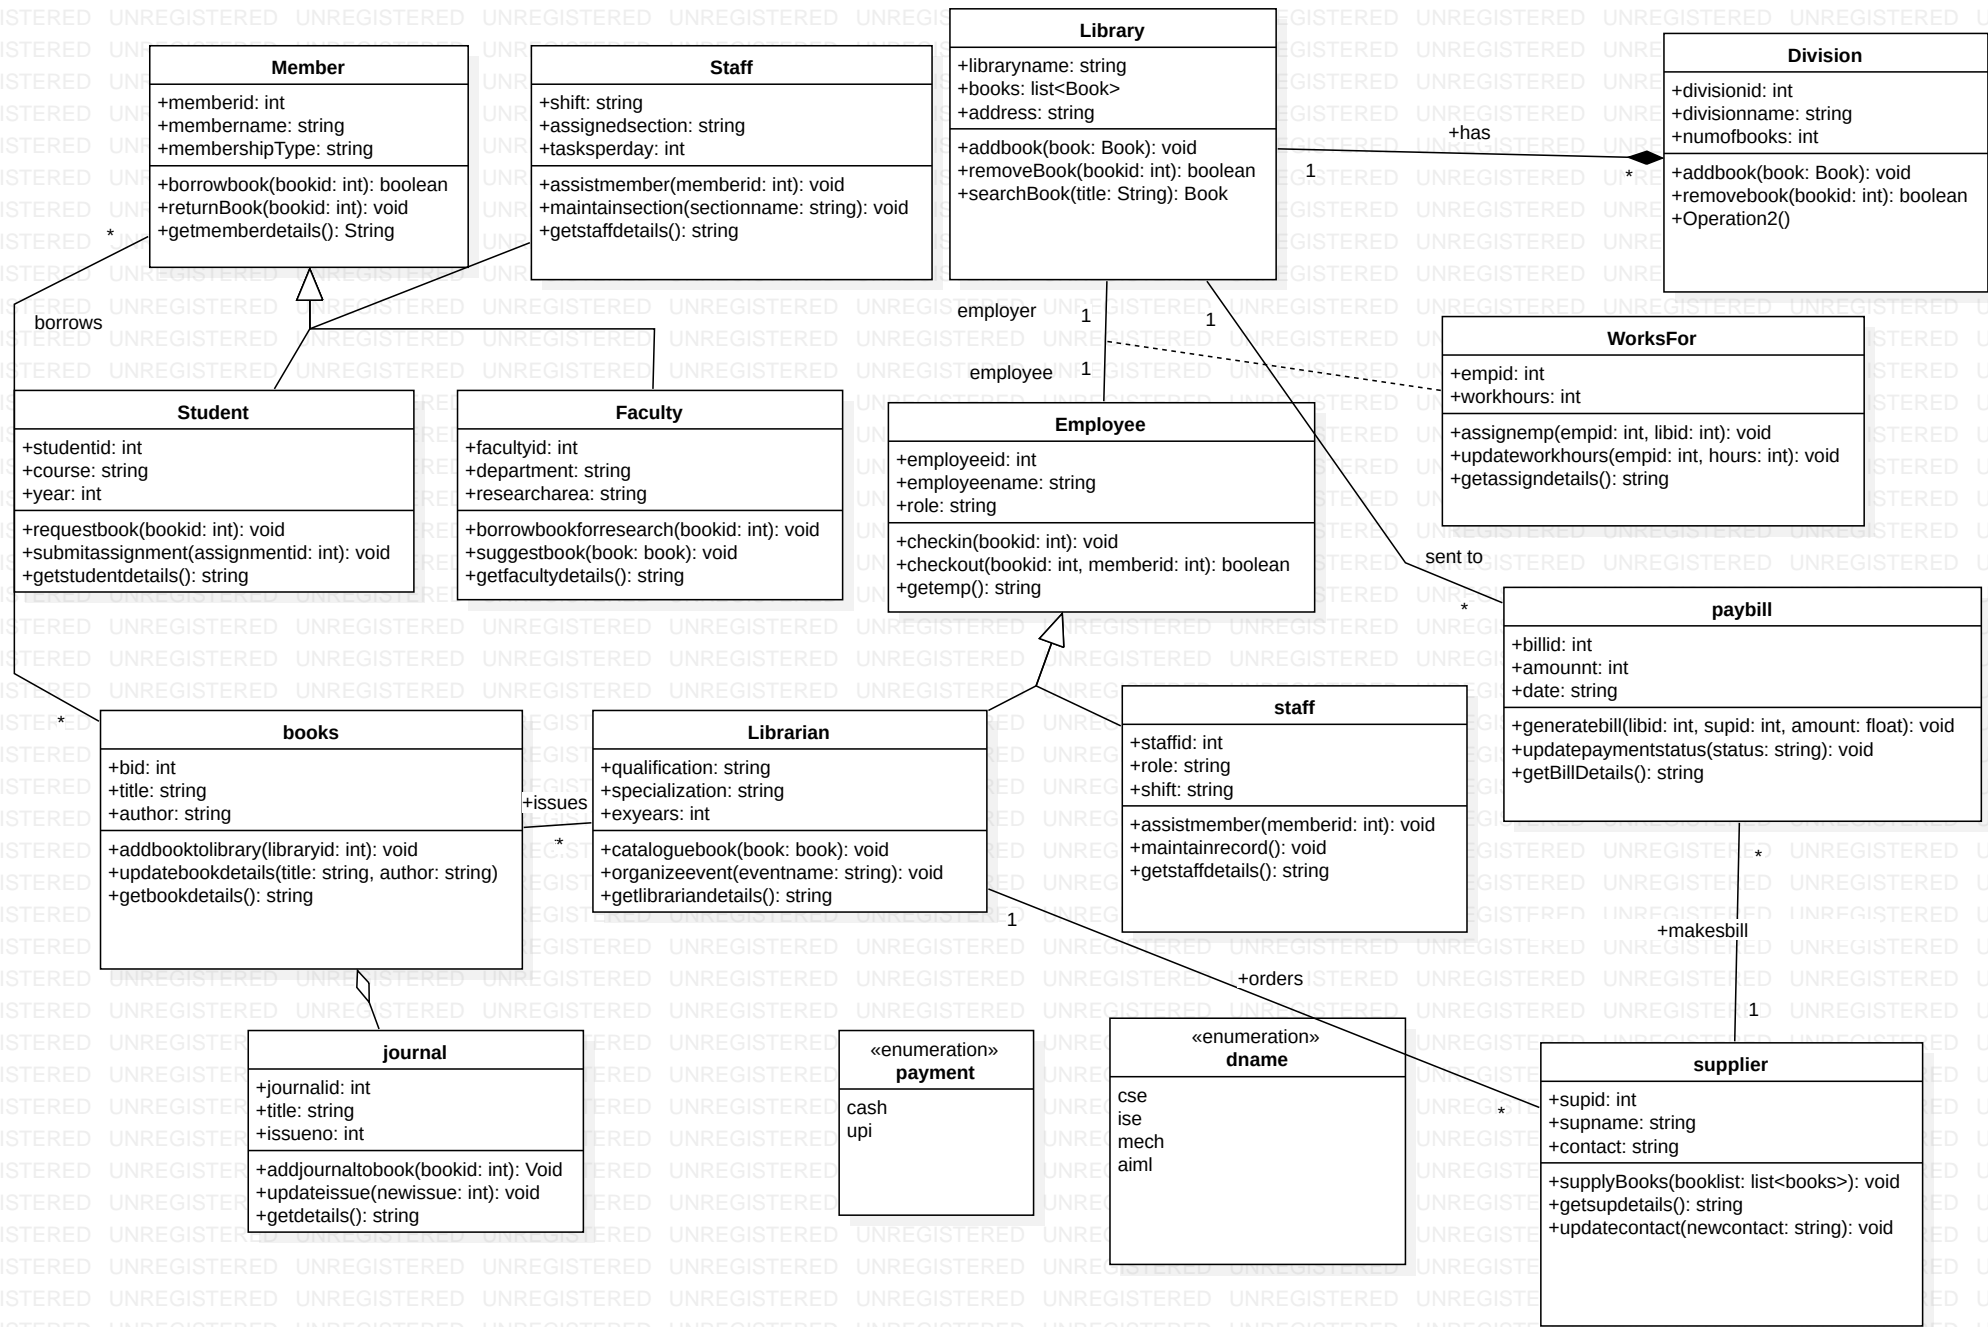 Member
+memberid: int
+membername: string
+membershipType: string
+borrowbook(bookid: int): boolean
+returnBook(bookid: int): void
+getmemberdetails(): String
Staff
+shift: string
+assignedsection: string
+tasksperday: int
+assistmember(memberid: int): void
+maintainsection(sectionname: string): void
+getstaffdetails(): string
Library
+libraryname: string
+books: list<Book>
+address: string
+addbook(book: Book): void
+removeBook(bookid: int): boolean
+searchBook(title: String): Book
+has
1
*
Division
+divisionid: int
+divisionname: string
+numofbooks: int
+addbook(book: Book): void
+removebook(bookid: int): boolean
+Operation2()
*
borrows
*
employer
1
employee
1
1
sent to
*
WorksFor
+empid: int
+workhours: int
+assignemp(empid: int, libid: int): void
+updateworkhours(empid: int, hours: int): void
+getassigndetails(): string
Student
+studentid: int
+course: string
+year: int
+requestbook(bookid: int): void
+submitassignment(assignmentid: int): void
+getstudentdetails(): string
Faculty
+facultyid: int
+department: string
+researcharea: string
+borrowbookforresearch(bookid: int): void
+suggestbook(book: book): void
+getfacultydetails(): string
Employee
+employeeid: int
+employeename: string
+role: string
+checkin(bookid: int): void
+checkout(bookid: int, memberid: int): boolean
+getemp(): string
paybill
+billid: int
+amounnt: int
+date: string
+generatebill(libid: int, supid: int, amount: float): void
+updatepaymentstatus(status: string): void
+getBillDetails(): string
books
+bid: int
+title: string
+author: string
+addbooktolibrary(libraryid: int): void
+updatebookdetails(title: string, author: string)
+getbookdetails(): string
+issues
*
Librarian
+qualification: string
+specialization: string
+exyears: int
+cataloguebook(book: book): void
+organizeevent(eventname: string): void
+getlibrariandetails(): string
staff
+staffid: int
+role: string
+shift: string
+assistmember(memberid: int): void
+maintainrecord(): void
+getstaffdetails(): string
1
+orders
*
*
+makesbill
1
journal
+journalid: int
+title: string
+issueno: int
+addjournaltobook(bookid: int): Void
+updateissue(newissue: int): void
+getdetails(): string
«enumeration»
payment
cash
upi
«enumeration»
dname
cse
ise
mech
aiml
supplier
+supid: int
+supname: string
+contact: string
+supplyBooks(booklist: list<books>): void
+getsupdetails(): string
+updatecontact(newcontact: string): void
UNREGISTERED